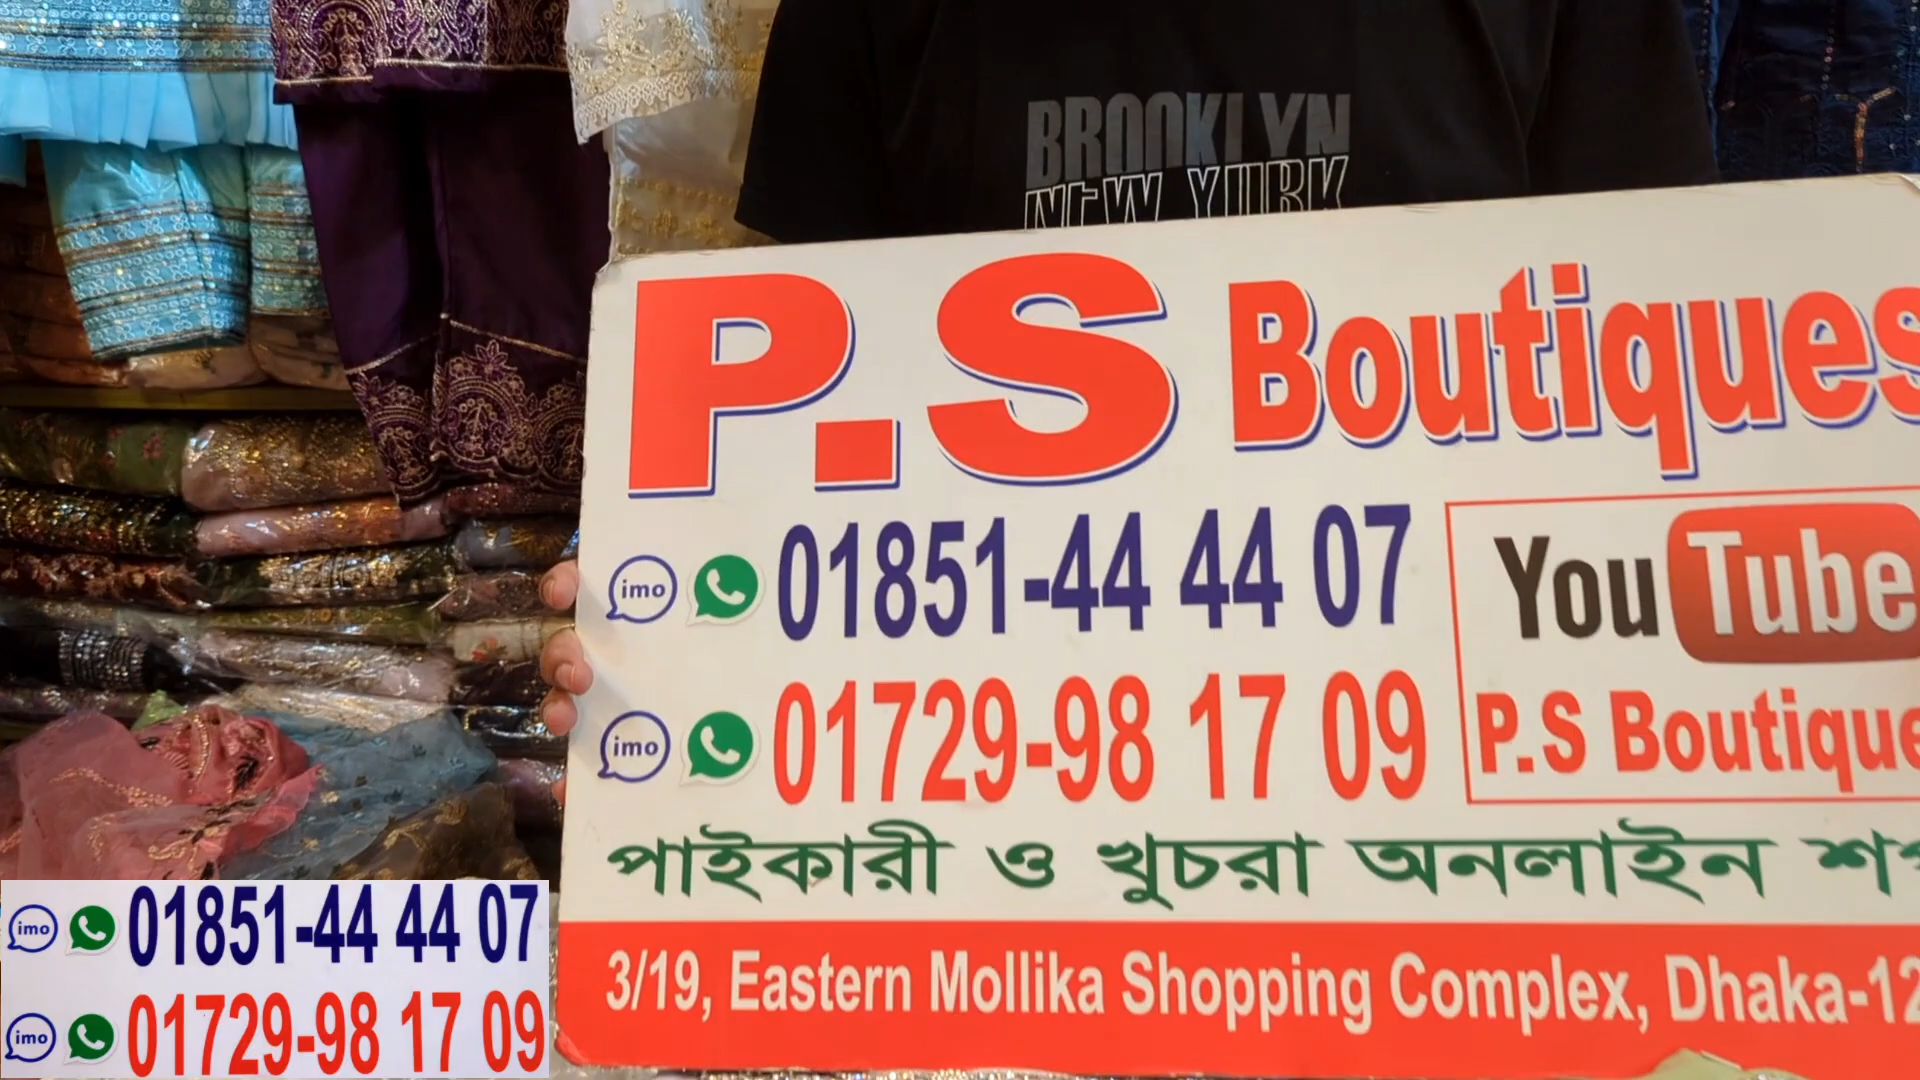 BROOKLYN
NEW YORK
P.S Boutiques
imo 01851-44 44 07
imo 01729-98 17 09
YouTube
P.S Boutique
পাইকারী ও খুচরা অনলাইন
3/19, Eastern Mollika Shopping Complex, Dhaka-12
imo 01851-44 44 07
imo 01729-98 17 09